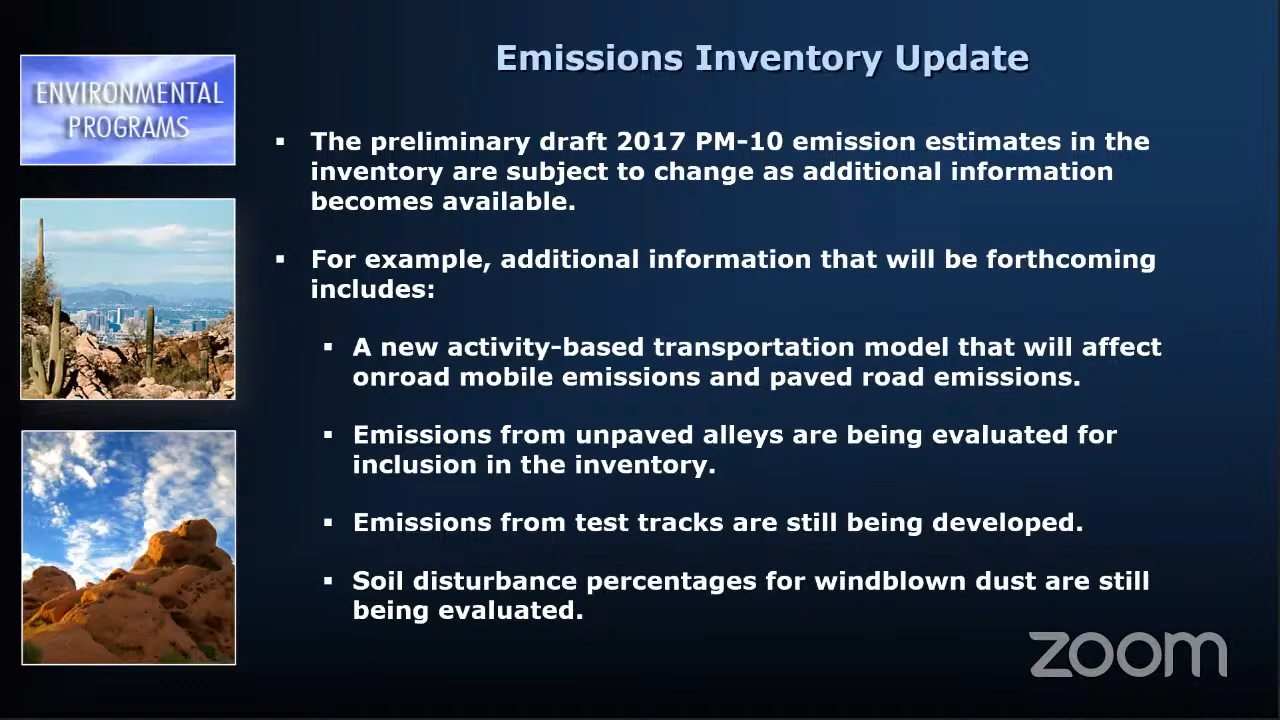 Emissions Inventory Update
ENVIRONMENTAL
PROGRAMS
▪ The preliminary draft 2017 PM-10 emission estimates in the
inventory are subject to change as additional information
becomes available.
▪ For example, additional information that will be forthcoming
includes:
▪ A new activity-based transportation model that will affect
onroad mobile emissions and paved road emissions.
▪ Emissions from unpaved alleys are being evaluated for
inclusion in the inventory.
▪ Emissions from test tracks are still being developed.
▪ Soil disturbance percentages for windblown dust are still
being evaluated.
zoom